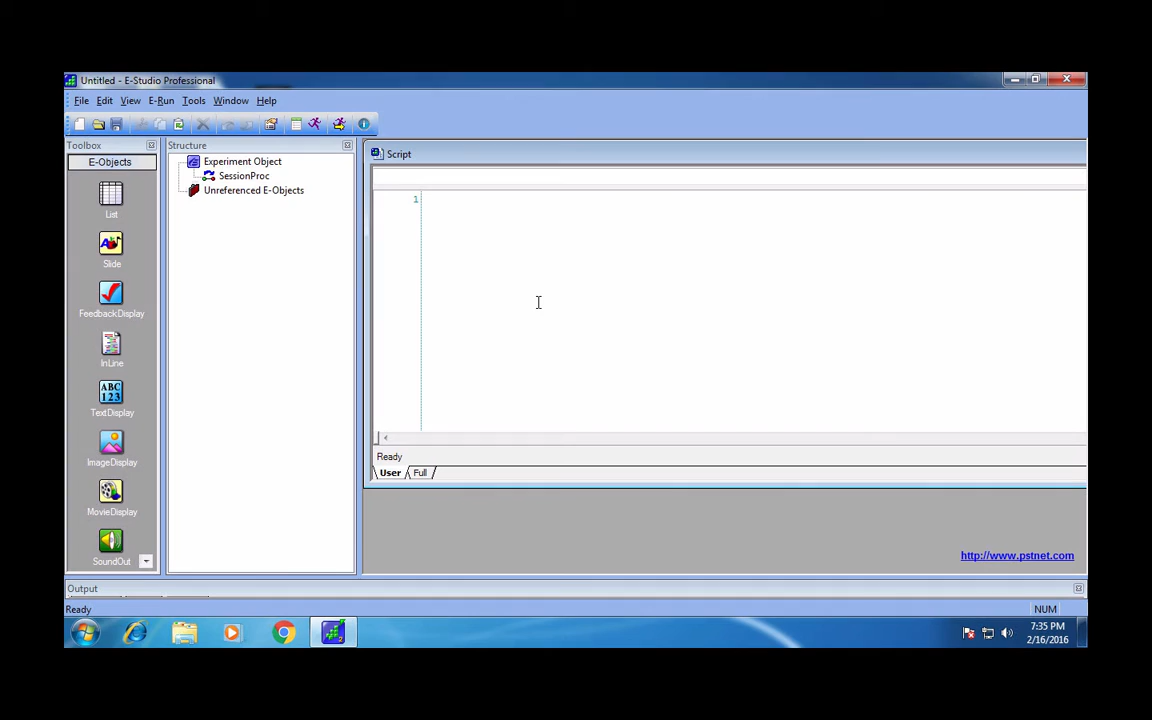 Untitled - E-Studio Professional
File Edit View E-Run Tools Window Help
Toolbox
E-Objects
List
Slide
FeedbackDisplay
InLine
ABC
123
TextDisplay
ImageDisplay
MovieDisplay
SoundOut
Structure
Experiment Object
SessionProc
Unreferenced E-Objects
Script
1
Ready
User Full
http://www.pstnet.com
Output
Ready
NUM
7:35 PM
2/16/2016